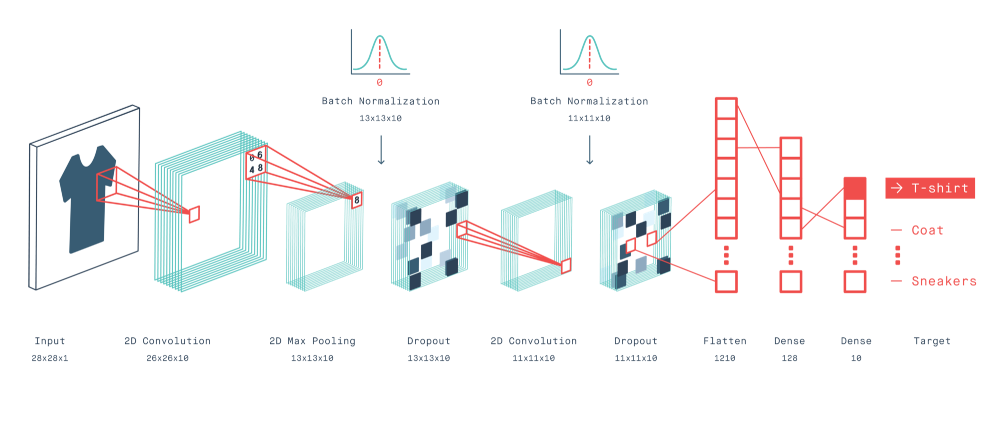 0
0
Batch Normalization
13x13x10
Batch Normalization
11x11x10
0 6
4 8
8
→ T-shirt
— Coat
— Sneakers
Input
28x28x1
2D Convolution
26x26x10
2D Max Pooling
13x13x10
Dropout
13x13x10
2D Convolution
11x11x10
Dropout
11x11x10
Flatten
1210
Dense
128
Dense
10
Target